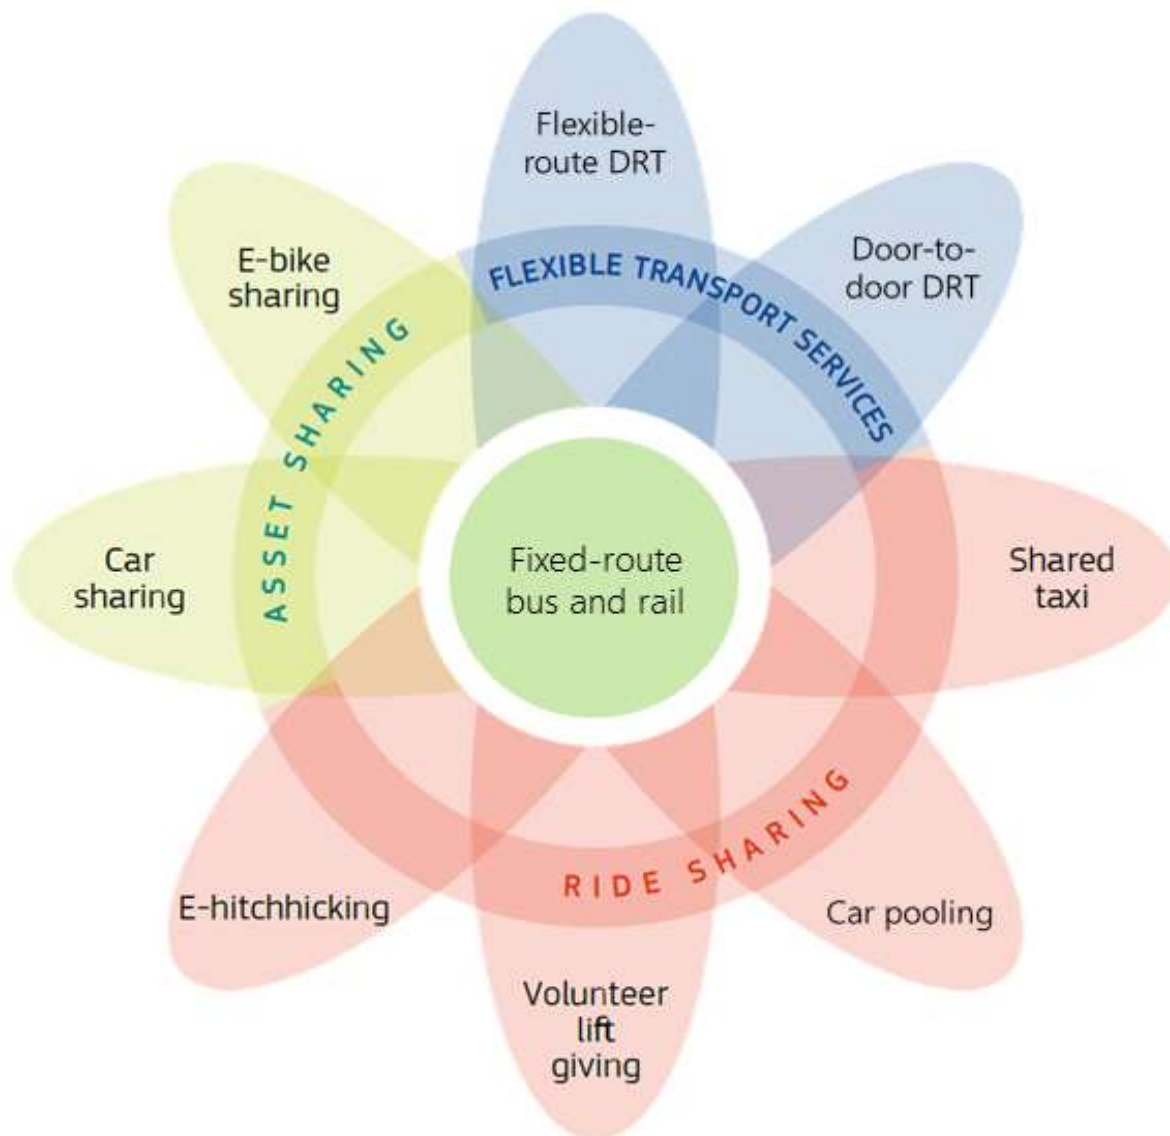 Flexible-
route DRT
Door-to-
door DRT
E-bike
sharing
FLEXIBLE TRANSPORT SERVICES
ASSET SHARING
Car
sharing
Fixed-route
bus and rail
Shared
taxi
RIDE SHARING
E-hitchhicking
Car pooling
Volunteer
lift
giving